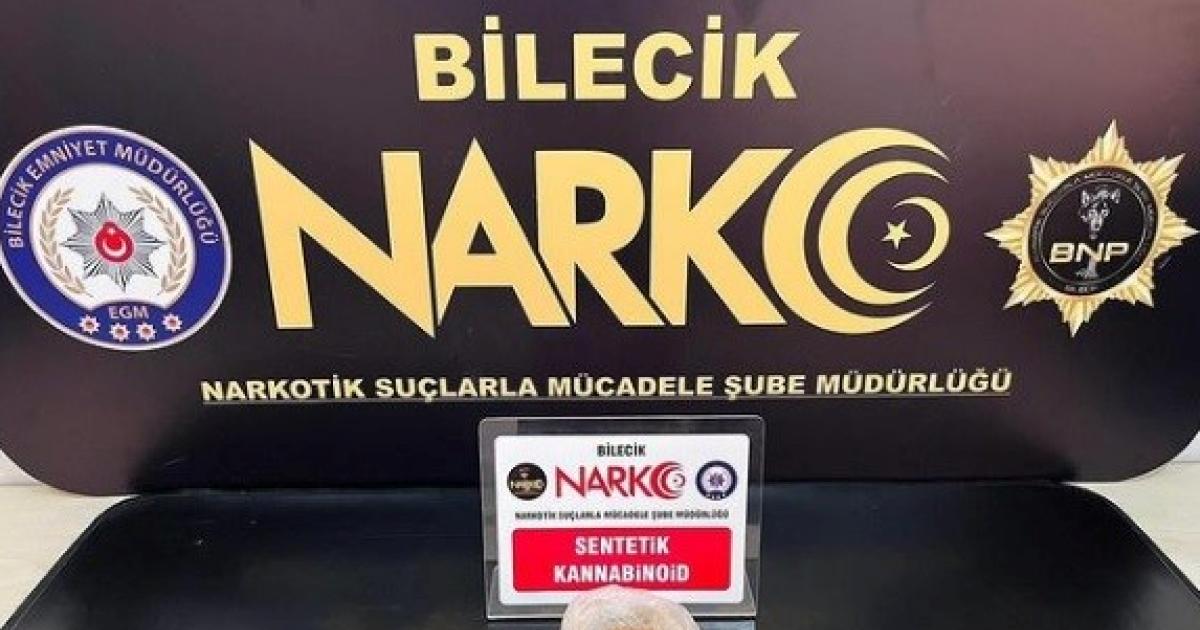 BİLECİK
NARKO
BİLECİK EMNİYET MÜDÜRLÜĞÜ
EGM
BNP
NARKOTİK SUÇLARLA MÜCADELE ŞUBE MÜDÜRLÜĞÜ
BİLECİK
NARKO
NARKOTİK SUÇLARLA MÜCADELE ŞUBE MÜDÜRLÜĞÜ
SENTETİK
KANNABİNOİD